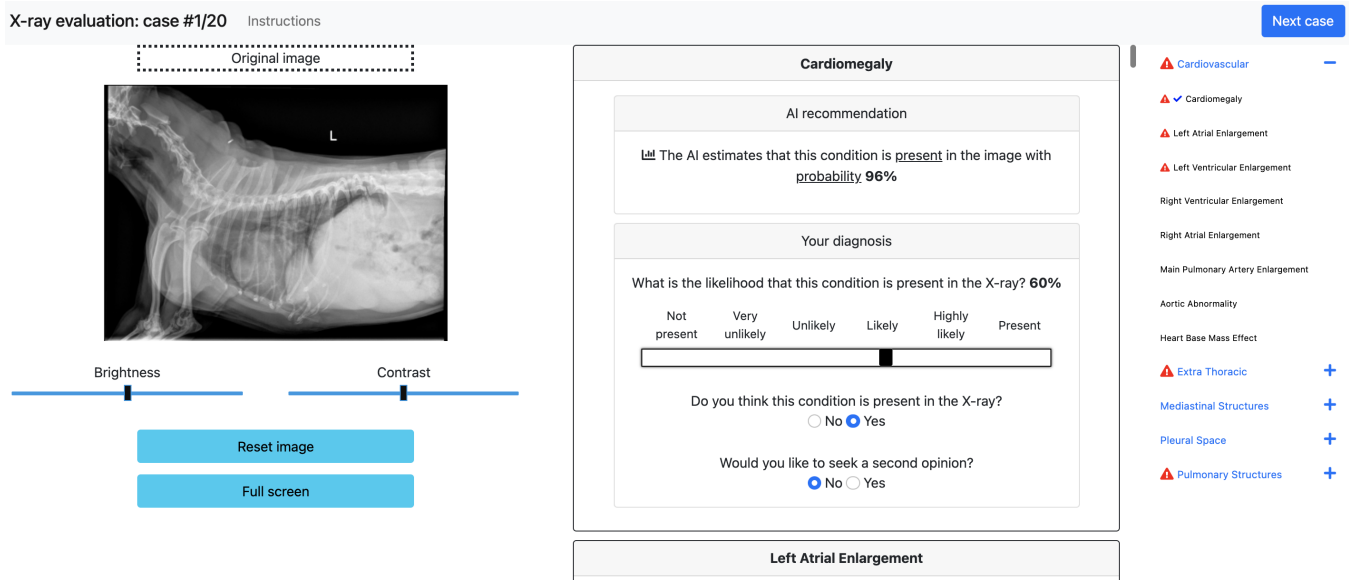 X-ray evaluation: case #1/20 Instructions Next case
Original image
L
Brightness Contrast
Reset image
Full screen
Cardiomegaly
AI recommendation
The AI estimates that this condition is present in the image with
probability 96%
Your diagnosis
What is the likelihood that this condition is present in the X-ray? 60%
Not present Very unlikely Unlikely Likely Highly likely Present
Do you think this condition is present in the X-ray?
No Yes
Would you like to seek a second opinion?
No Yes
Left Atrial Enlargement
Cardiovascular
Cardiomegaly
Left Atrial Enlargement
Left Ventricular Enlargement
Right Ventricular Enlargement
Right Atrial Enlargement
Main Pulmonary Artery Enlargement
Aortic Abnormality
Heart Base Mass Effect
Extra Thoracic
Mediastinal Structures
Pleural Space
Pulmonary Structures